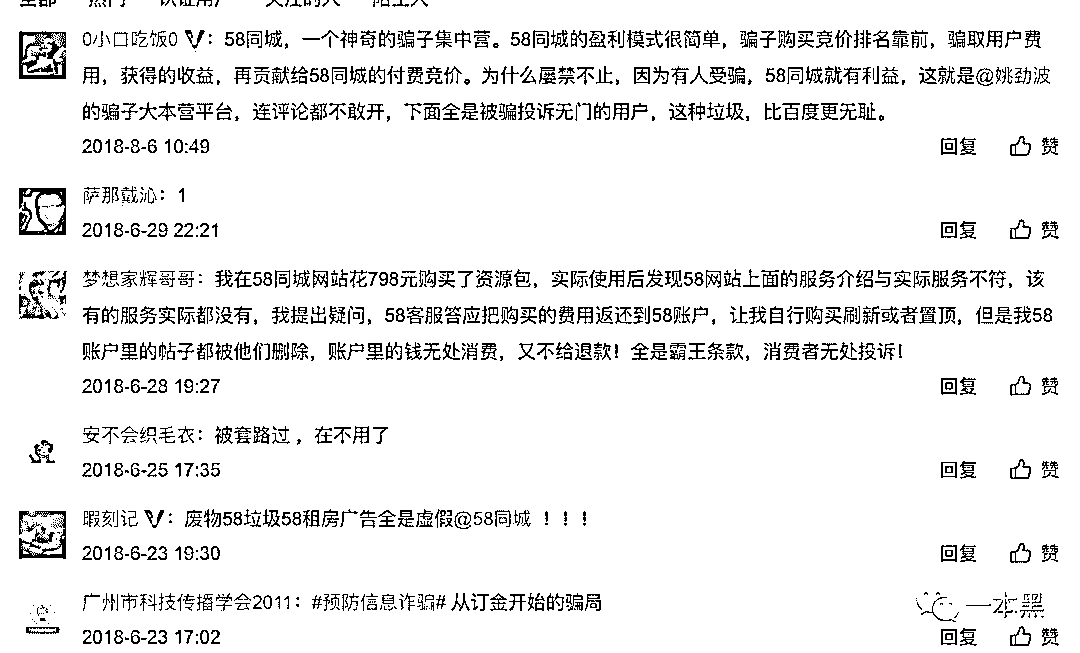 全部 热门 认证用户 关注的人 陌生人
0小口吃饭0 V：58同城，一个神奇的骗子集中营。58同城的盈利模式很简单，骗子购买竞价排名靠前，骗取用户费
用，获得的收益，再贡献给58同城的付费竞价。为什么屡禁不止，因为有人受骗，58同城就有利益，这就是@姚劲波
的骗子大本营平台，连评论都不敢开，下面全是被骗投诉无门的用户，这种垃圾，比百度更无耻。
2018-8-6 10:49 回复 赞
萨那戴沁：1
2018-6-29 22:21 回复 赞
梦想家辉哥哥：我在58同城网站花798元购买了资源包，实际使用后发现58网站上面的服务介绍与实际服务不符，该
有的服务实际都没有，我提出疑问，58客服答应把购买的费用返还到58账户，让我自行购买刷新或者置顶，但是我58
账户里的帖子都被他们删除，账户里的钱无处消费，又不给退款！全是霸王条款，消费者无处投诉！
2018-6-28 19:27 回复 赞
安不会织毛衣：被套路过 ，在不用了
2018-6-25 17:35 回复 赞
暇刻记 V：废物58垃圾58租房广告全是虚假@58同城 ！！！
2018-6-23 19:30 回复 赞
广州市科技传播学会2011：#预防信息诈骗# 从订金开始的骗局
一本黑
2018-6-23 17:02 回复 赞